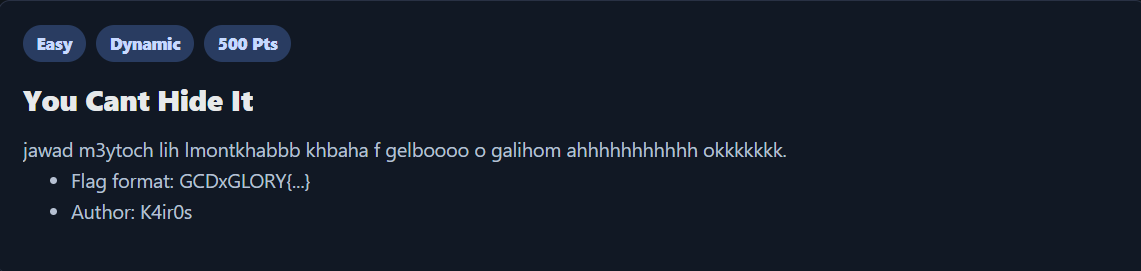 Easy Dynamic 500 Pts
You Cant Hide It
jawad m3ytoch lih lmontkhabbb khbaha f gelboooo o galihom ahhhhhhhhhhh okkkkkkk.
• Flag format: GCDxGLORY{...}
• Author: K4ir0s